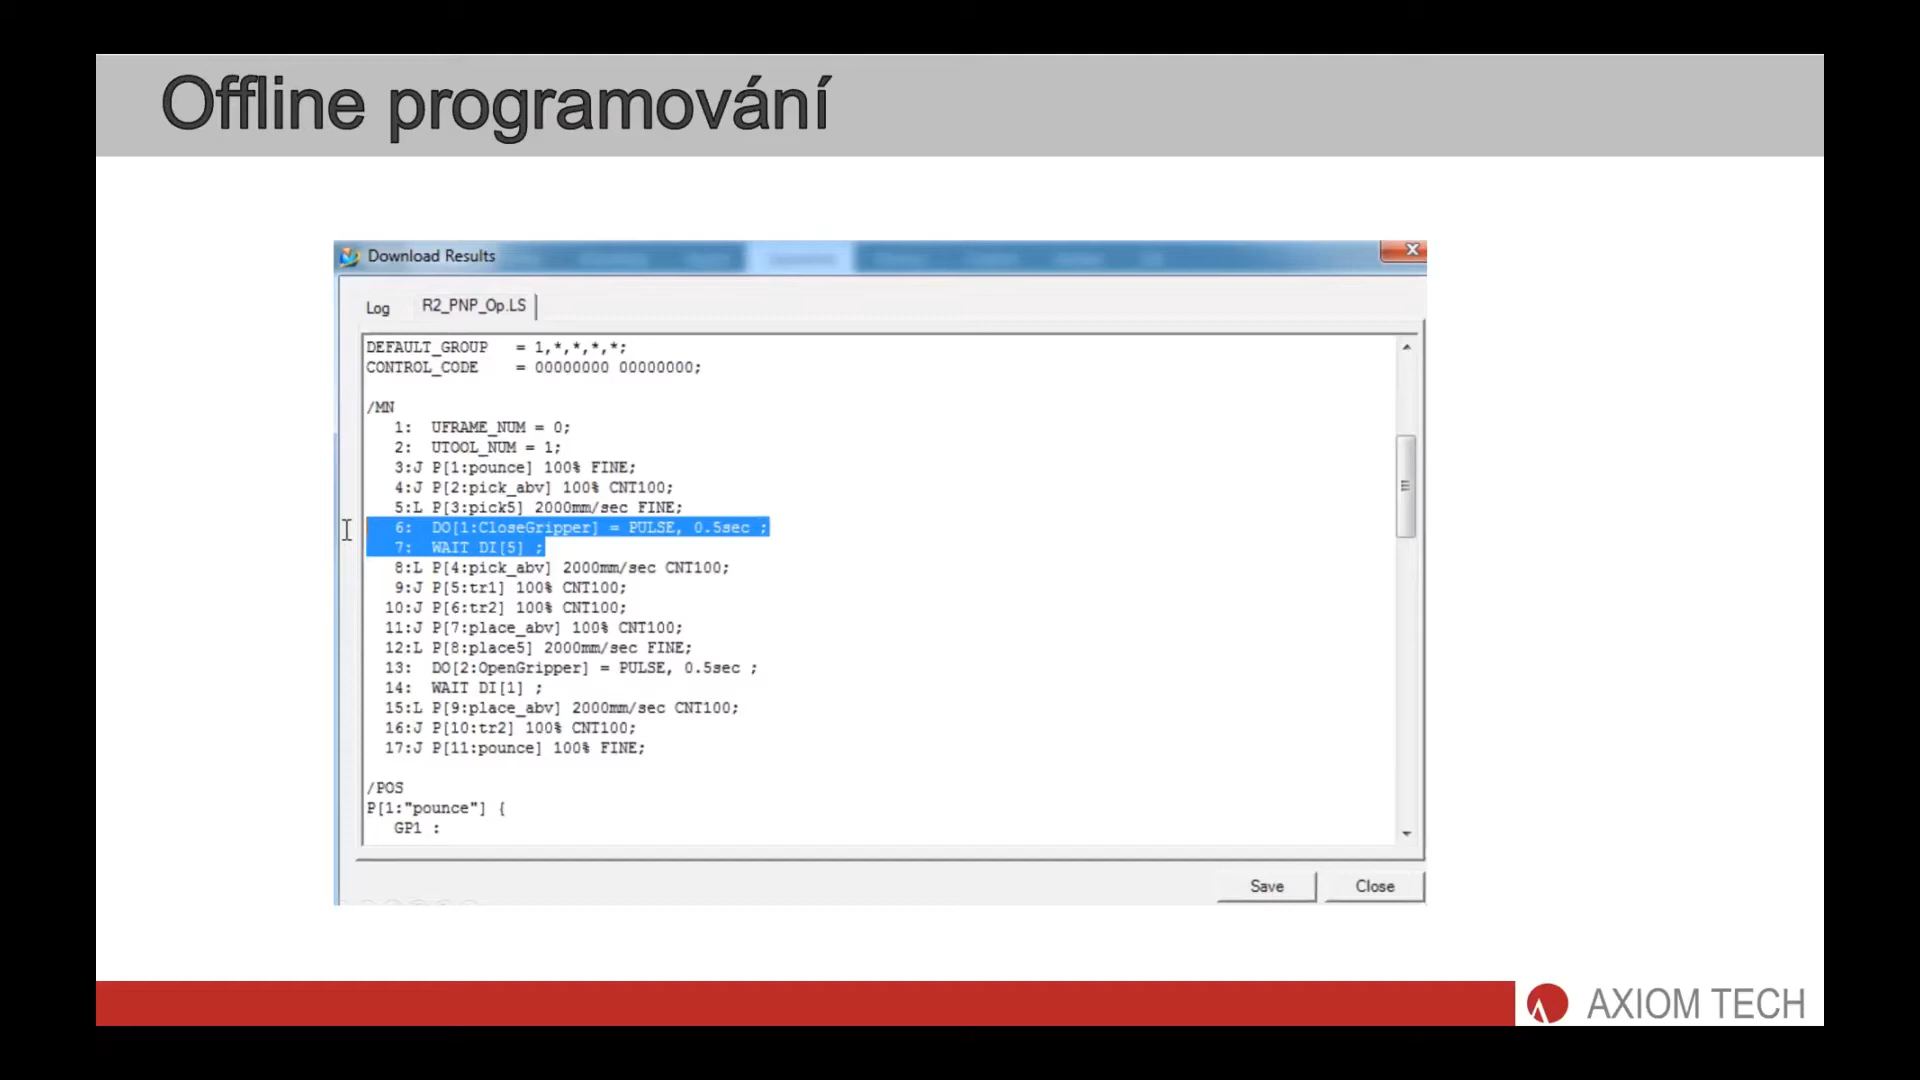 Offline programování
Download Results
Log R2_PNP_Op.LS
DEFAULT_GROUP = 1,*,*,*,*;
CONTROL_CODE = 00000000 00000000;
/MN
1: UFRAME_NUM = 0;
2: UTOOL_NUM = 1;
3:J P[1:pounce] 100% FINE;
4:J P[2:pick_abv] 100% CNT100;
5:L P[3:pick5] 2000mm/sec FINE;
6: DO[1:CloseGripper] = PULSE, 0.5sec ;
7: WAIT DI[5] ;
8:L P[4:pick_abv] 2000mm/sec CNT100;
9:J P[5:tr1] 100% CNT100;
10:J P[6:tr2] 100% CNT100;
11:J P[7:place_abv] 100% CNT100;
12:L P[8:place5] 2000mm/sec FINE;
13: DO[2:OpenGripper] = PULSE, 0.5sec ;
14: WAIT DI[1] ;
15:L P[9:place_abv] 2000mm/sec CNT100;
16:J P[10:tr2] 100% CNT100;
17:J P[11:pounce] 100% FINE;
/POS
P[1:"pounce"] {
GP1 :
Save Close
AXIOM TECH